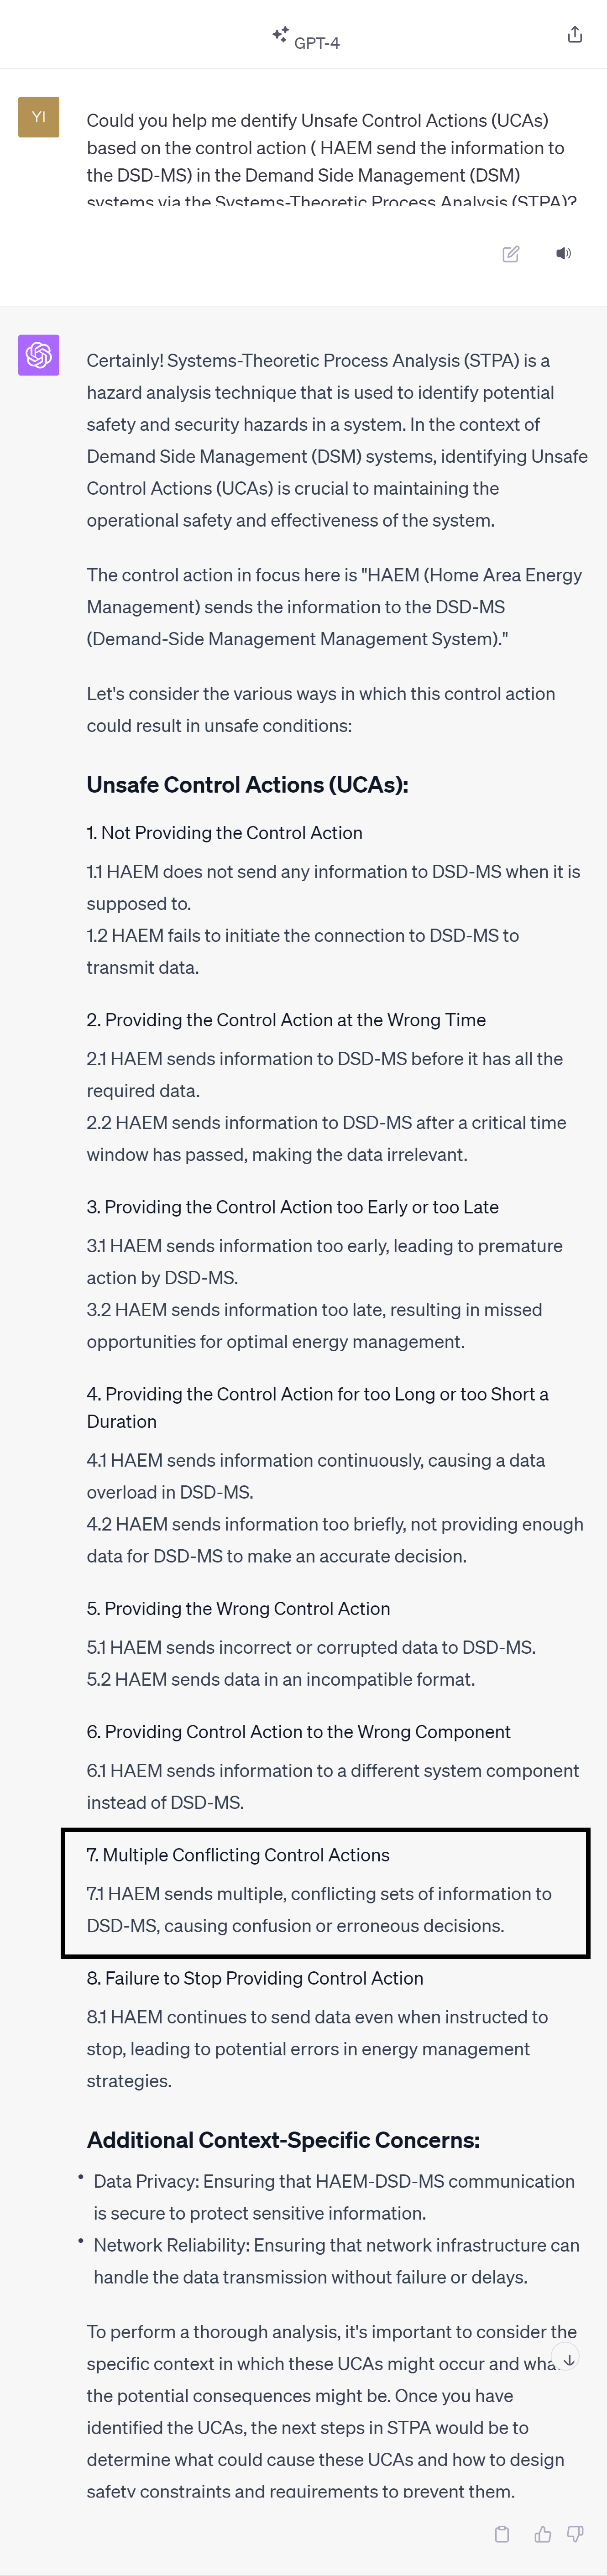 GPT-4
YI
Could you help me dentify Unsafe Control Actions (UCAs)
based on the control action ( HAEM send the information to
the DSD-MS) in the Demand Side Management (DSM)
systems via the Systems-Theoretic Process Analysis (STPA)?
Certainly! Systems-Theoretic Process Analysis (STPA) is a
hazard analysis technique that is used to identify potential
safety and security hazards in a system. In the context of
Demand Side Management (DSM) systems, identifying Unsafe
Control Actions (UCAs) is crucial to maintaining the
operational safety and effectiveness of the system.
The control action in focus here is "HAEM (Home Area Energy
Management) sends the information to the DSD-MS
(Demand-Side Management Management System)."
Let's consider the various ways in which this control action
could result in unsafe conditions:
Unsafe Control Actions (UCAs):
1. Not Providing the Control Action
1.1 HAEM does not send any information to DSD-MS when it is
supposed to.
1.2 HAEM fails to initiate the connection to DSD-MS to
transmit data.
2. Providing the Control Action at the Wrong Time
2.1 HAEM sends information to DSD-MS before it has all the
required data.
2.2 HAEM sends information to DSD-MS after a critical time
window has passed, making the data irrelevant.
3. Providing the Control Action too Early or too Late
3.1 HAEM sends information too early, leading to premature
action by DSD-MS.
3.2 HAEM sends information too late, resulting in missed
opportunities for optimal energy management.
4. Providing the Control Action for too Long or too Short a
Duration
4.1 HAEM sends information continuously, causing a data
overload in DSD-MS.
4.2 HAEM sends information too briefly, not providing enough
data for DSD-MS to make an accurate decision.
5. Providing the Wrong Control Action
5.1 HAEM sends incorrect or corrupted data to DSD-MS.
5.2 HAEM sends data in an incompatible format.
6. Providing Control Action to the Wrong Component
6.1 HAEM sends information to a different system component
instead of DSD-MS.
7. Multiple Conflicting Control Actions
7.1 HAEM sends multiple, conflicting sets of information to
DSD-MS, causing confusion or erroneous decisions.
8. Failure to Stop Providing Control Action
8.1 HAEM continues to send data even when instructed to
stop, leading to potential errors in energy management
strategies.
Additional Context-Specific Concerns:
• Data Privacy: Ensuring that HAEM-DSD-MS communication
is secure to protect sensitive information.
• Network Reliability: Ensuring that network infrastructure can
handle the data transmission without failure or delays.
To perform a thorough analysis, it's important to consider the
specific context in which these UCAs might occur and what
the potential consequences might be. Once you have
identified the UCAs, the next steps in STPA would be to
determine what could cause these UCAs and how to design
safety constraints and requirements to prevent them.